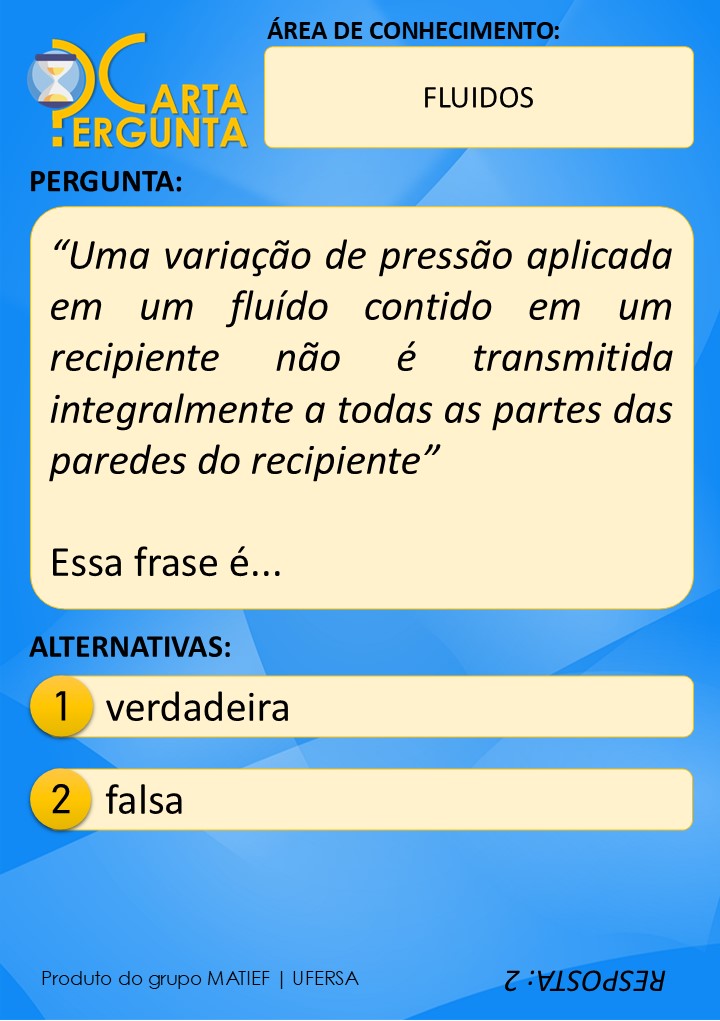 CARTA
PERGUNTA
ÁREA DE CONHECIMENTO:
FLUIDOS
PERGUNTA:
“Uma variação de pressão aplicada
em um fluído contido em um
recipiente não é transmitida
integralmente a todas as partes das
paredes do recipiente”
Essa frase é...
ALTERNATIVAS:
1 verdadeira
2 falsa
Produto do grupo MATIEF | UFERSA
RESPOSTA: 2